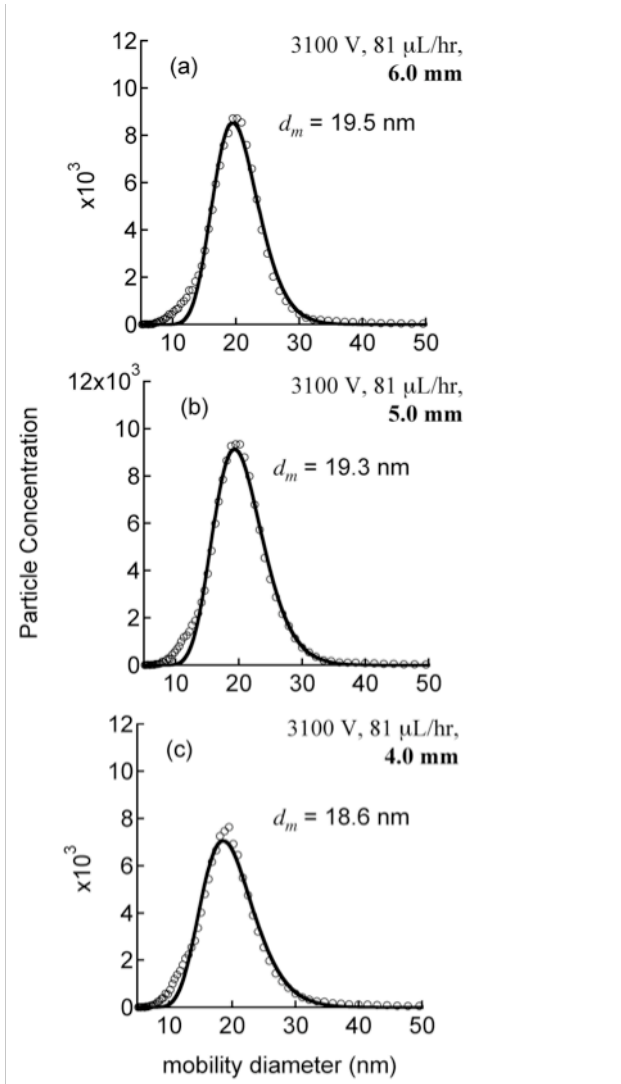 (a)
3100 V, 81 μL/hr,
6.0 mm
dm = 19.5 nm
12
10
8
6
4
2
0
x10³
10 20 30 40 50
(b)
3100 V, 81 μL/hr,
5.0 mm
dm = 19.3 nm
12x10³
10
8
6
4
2
0
10 20 30 40 50
Particle Concentration
(c)
3100 V, 81 μL/hr,
4.0 mm
dm = 18.6 nm
12
10
8
6
4
2
0
x10³
10 20 30 40 50
mobility diameter (nm)